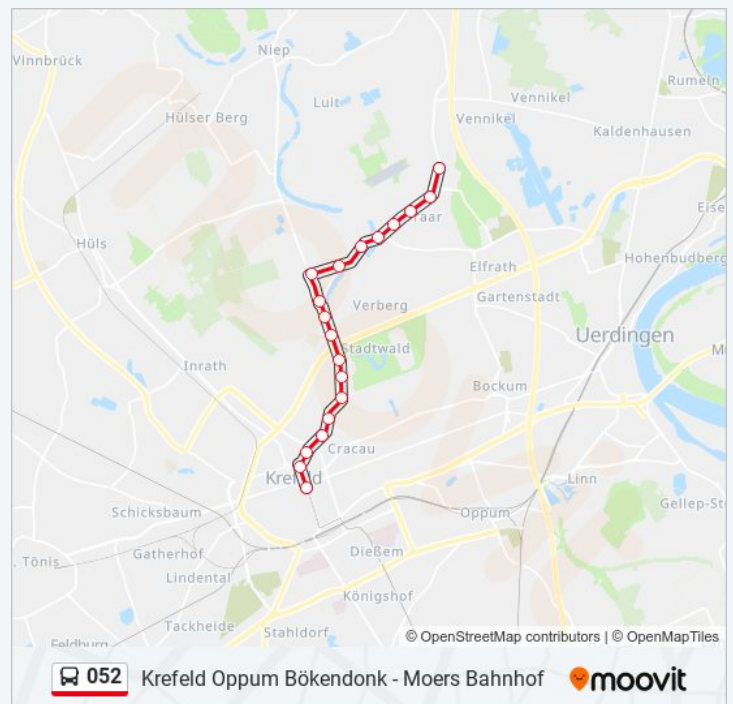 Niep
Vinnbrück
Rumeln
Luit
Vennikel
Hülser Berg
Vennikel
Kaldenhausen
Eise
Traar
Hüls
Hohenbudberg
Elfrath
Gartenstadt
Verberg
Uerdingen
Stadtwald
M
Inrath
Bockum
Cracau
Krefeld
Linn
Gellep-St
Schicksbaum
Oppum
Gatherhof
Dießem
. Tönis
Lindental
Königshof
Tackheide
Stahldorf
Feldburg
© OpenStreetMap contributors | © OpenMapTiles
052 Krefeld Oppum Bökendonk - Moers Bahnhof moovit